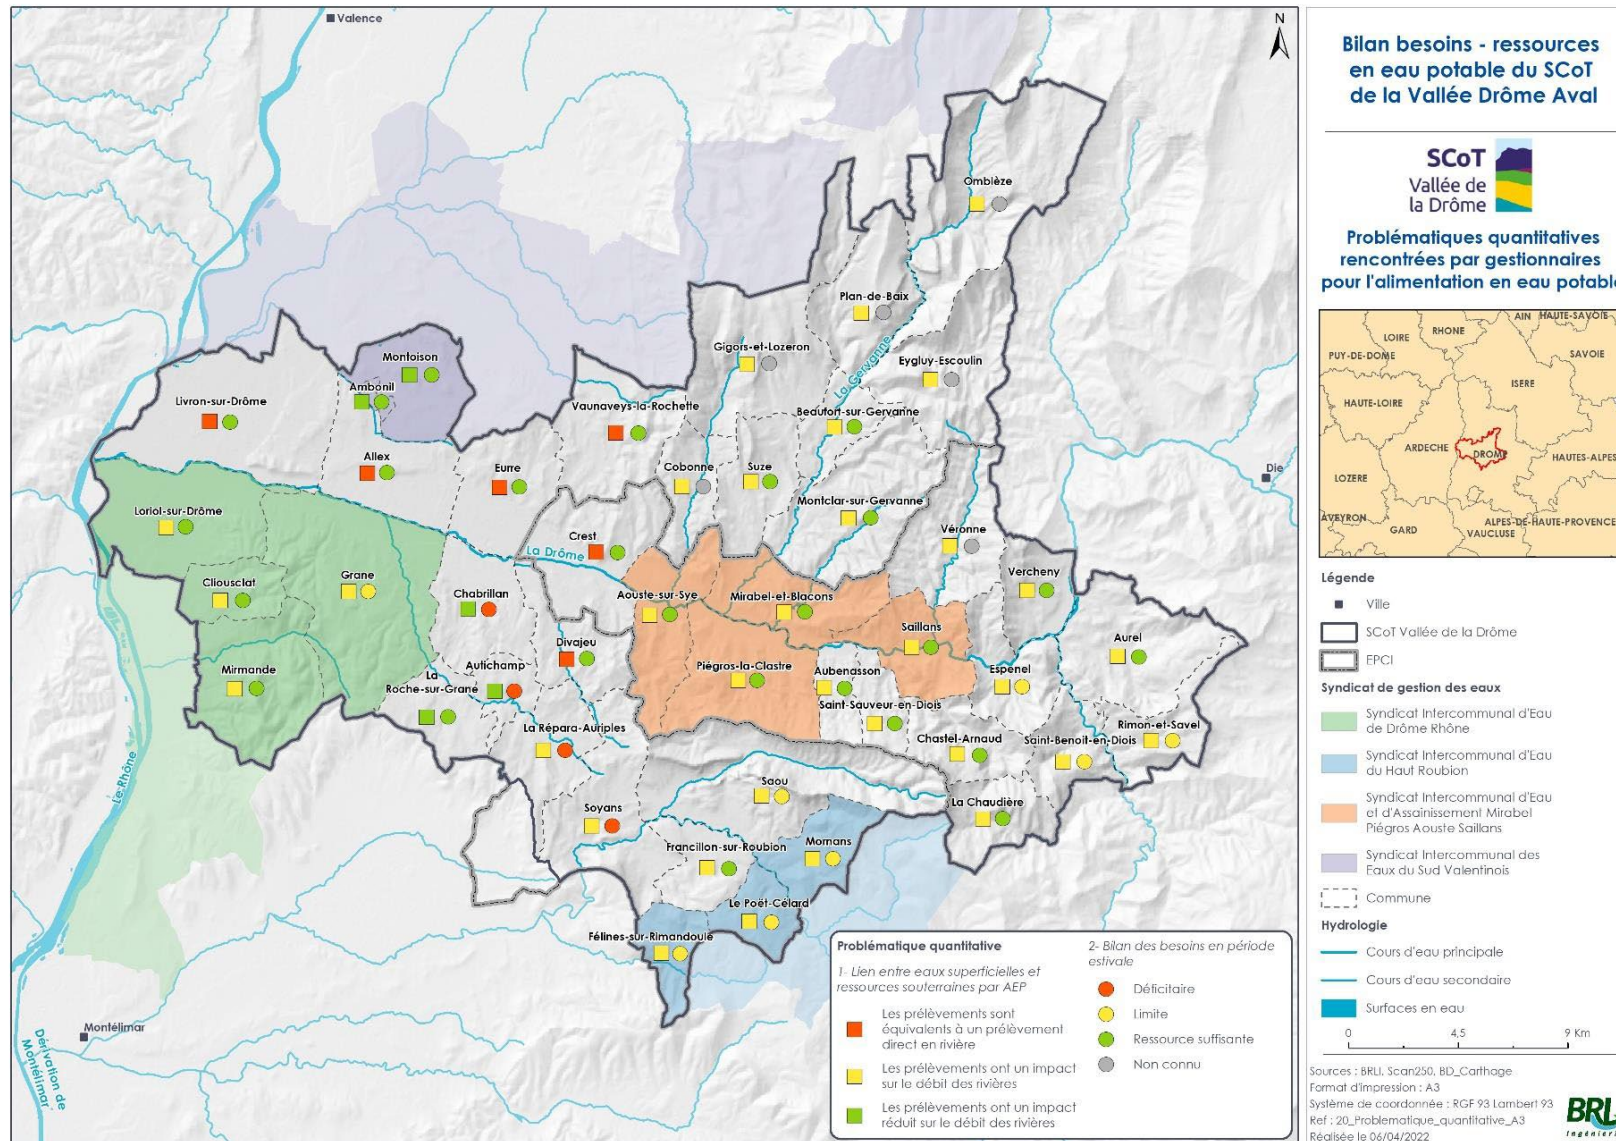 Valence
N
Ombleze
Plan-de-Baix
Gigors-et-Lozeron
La Gervanne
Eygluy-Escoulin
Montoison
Ambonil
Livron-sur-Drôme
Vaunaveys-la-Rochette
Beaufort-sur-Gervanne
Allex
Eurre
Cobonne
Suze
Die
Montclar-sur-Gervanne
Loriol-sur-Drôme
Crest
La Drôme
Véronne
Cliousclat
Grane
Chabrillan
Aouste-sur-Sye
Mirabel-et-Blacons
Vercheny
Saillans
Aurel
Divajeu
Mirmande
Autichamp
La
Roche-sur-Grane
Piégros-la-Clastre
Aubenasson
Espenel
Saint-Sauveur-en-Diois
La Répara-Auriples
Chastel-Arnaud
Saint-Benoit-en-Diois
Rimon-et-Savel
Le Rhône
Saou
La Chaudière
Soyans
Francillon-sur-Roubion
Mornans
Le Poët-Célard
Félines-sur-Rimandoule
Montélimar
Dérivation de
Montélimar
Problématique quantitative
1- Lien entre eaux superficielles et
ressources souterraines par AEP
Les prélèvements sont
équivalents à un prélèvement
direct en rivière
Les prélèvements ont un impact
sur le débit des rivières
Les prélèvements ont un impact
réduit sur le débit des rivières
2- Bilan des besoins en période
estivale
Déficitaire
Limite
Ressource suffisante
Non connu
Bilan besoins - ressources
en eau potable du SCoT
de la Vallée Drôme Aval
SCoT
Vallée de
la Drôme
Problématiques quantitatives
rencontrées par gestionnaires
pour l'alimentation en eau potable
AIN
HAUTE-SAVOIE
RHONE
LOIRE
PUY-DE-DOME
SAVOIE
ISERE
HAUTE-LOIRE
ARDECHE
DROME
HAUTES-ALPES
LOZERE
AVEYRON
GARD
VAUCLUSE
ALPES-DE-HAUTE-PROVENCE
Légende
Ville
SCoT Vallée de la Drôme
EPCI
Syndicat de gestion des eaux
Syndicat Intercommunal d'Eau
de Drôme Rhône
Syndicat Intercommunal d'Eau
du Haut Roubion
Syndicat Intercommunal d'Eau
et d'Assainissement Mirabel
Piégros Aouste Saillans
Syndicat Intercommunal des
Eaux du Sud Valentinois
Commune
Hydrologie
Cours d'eau principale
Cours d'eau secondaire
Surfaces en eau
0 4,5 9 Km
Sources : BRLI, Scan250, BD_Carthage
Format d'impression : A3
Système de coordonnée : RGF 93 Lambert 93
Ref : 20_Problematique_quantitative_A3
Réalisée le 06/04/2022
BRL
Ingénierie